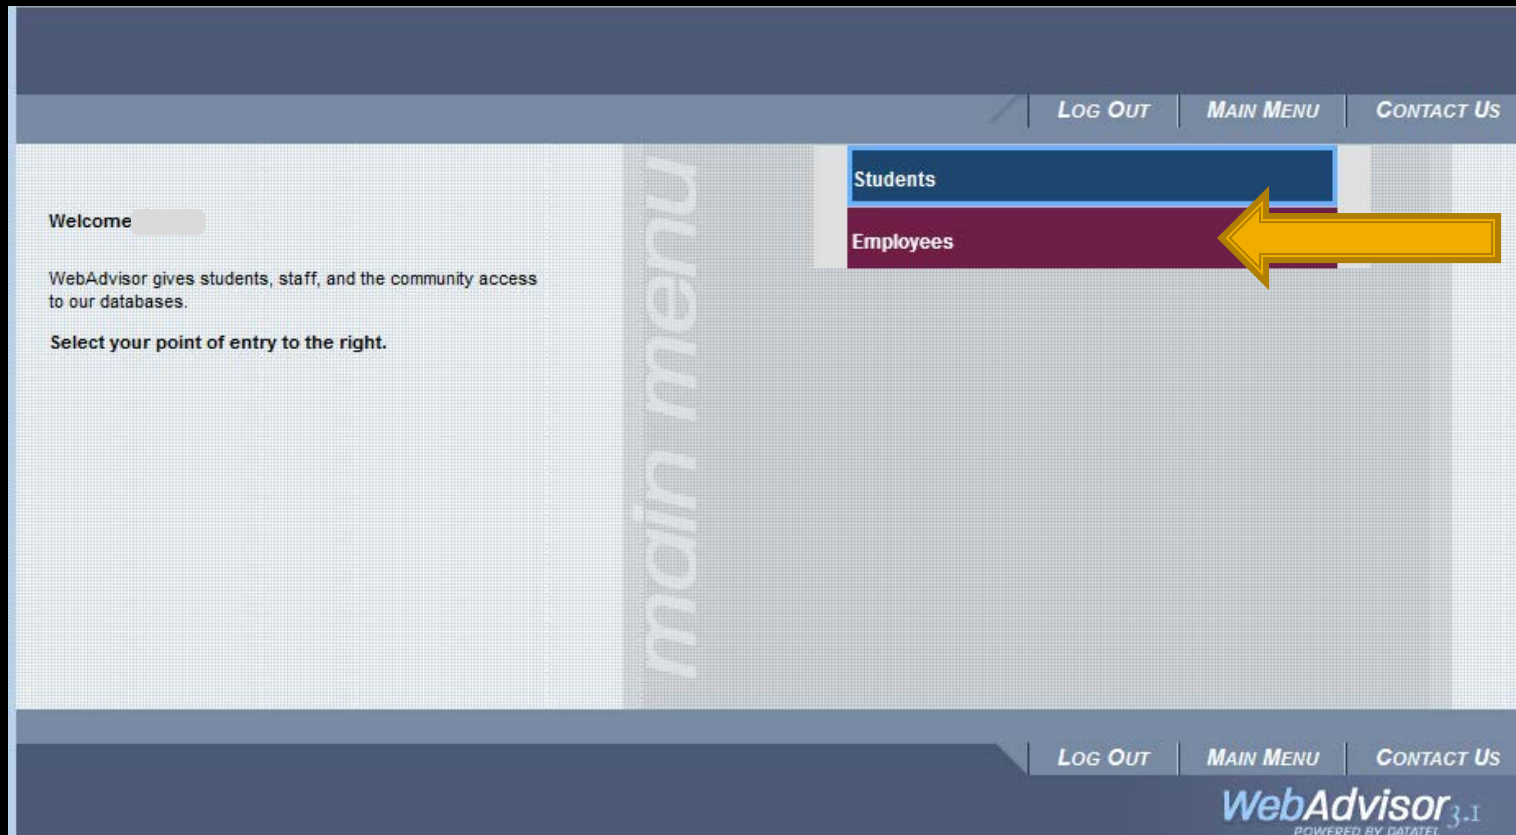 LOG OUT MAIN MENU CONTACT US
Students
Employees
Welcome
WebAdvisor gives students, staff, and the community access
to our databases.
Select your point of entry to the right.
main menu
LOG OUT MAIN MENU CONTACT US
WebAdvisor 3.1
POWERED BY DATATEL